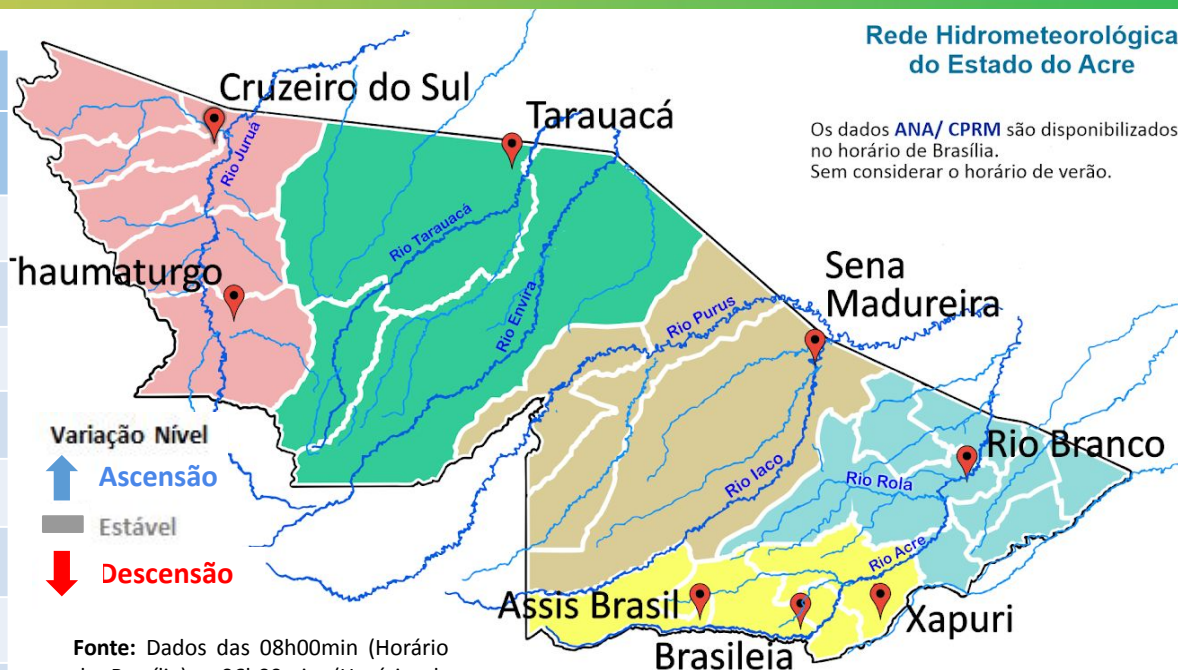 Rede Hidrometeorológica
do Estado do Acre
Os dados ANA/ CPRM são disponibilizados
no horário de Brasília.
Sem considerar o horário de verão.
Cruzeiro do Sul
Tarauacá
Rio Juruá
Rio Tarauacá
Thaumaturgo
Rio Envira
Rio Purus
Sena
Madureira
Variação Nível
Ascensão
Estável
Descensão
Rio Branco
Rio Iaco
Rio Rola
Rio Acre
Assis Brasil
Xapuri
Brasileia
Fonte: Dados das 08h00min (Horário